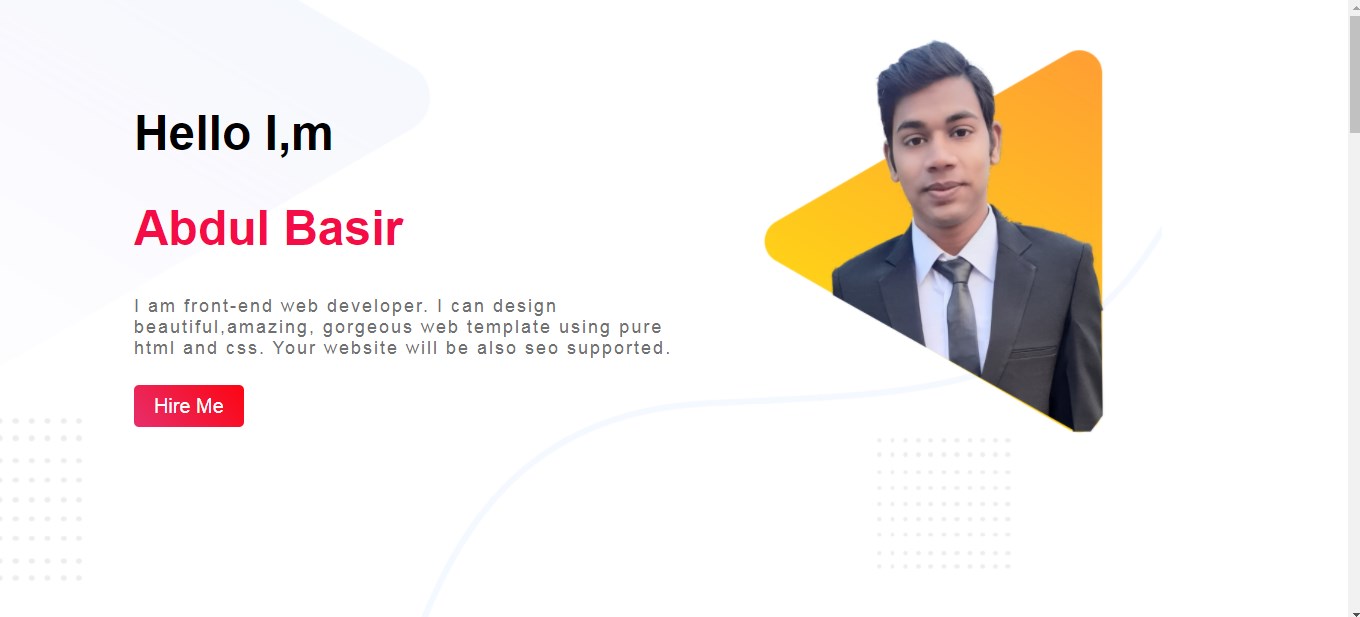 Hello I,m
Abdul Basir
I am front-end web developer. I can design
beautiful,amazing, gorgeous web template using pure
html and css. Your website will be also seo supported.
Hire Me